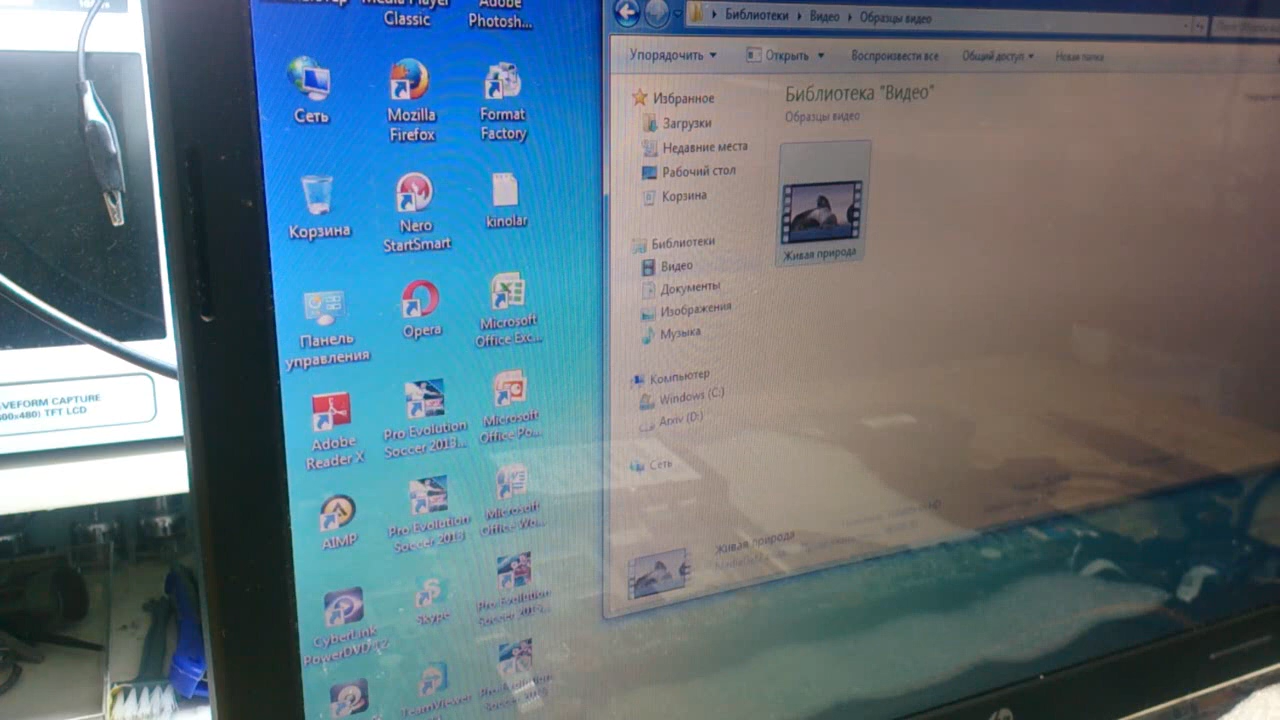 Media Player
Classic
Adobe
Photosh...
Сеть
Mozilla
Firefox
Format
Factory
Корзина
Nero
StartSmart
kinolar
Панель
управления
Opera
Microsoft
Office Exc...
Adobe
Reader X
Pro Evolution
Soccer 2013...
Microsoft
Office Po...
AIMP
Pro Evolution
Soccer 2013
Microsoft
Office Wo...
CyberLink
PowerDVD 12
Skype
Pro Evolution
TeamViewer
Pro Evolution
Библиотеки Видео Образцы видео
Упорядочить Открыть Воспроизвести все Общий доступ Новая папка
Избранное
Загрузки
Недавние места
Рабочий стол
Корзина
Библиотеки
Видео
Документы
Изображения
Музыка
Компьютер
Windows (C:)
Arxiv (D:)
Сеть
Библиотека "Видео"
Образцы видео
Живая природа
Живая природа
VEFORM CAPTURE
00x480) TFT LCD